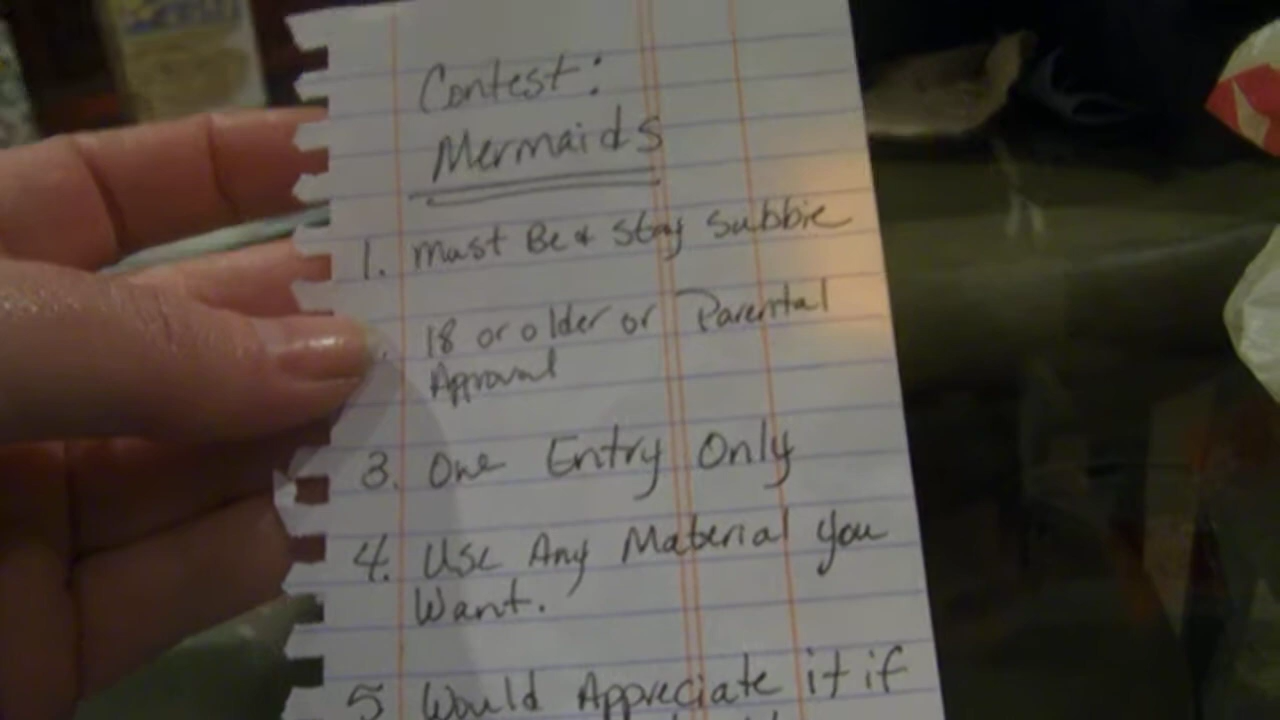 Contest:
Mermaids
1. Must Be & Stay Subbie
. 18 or older or Parental
Approval
3. One Entry Only
4. Use Any Material you
Want.
5 Would Appreciate it if